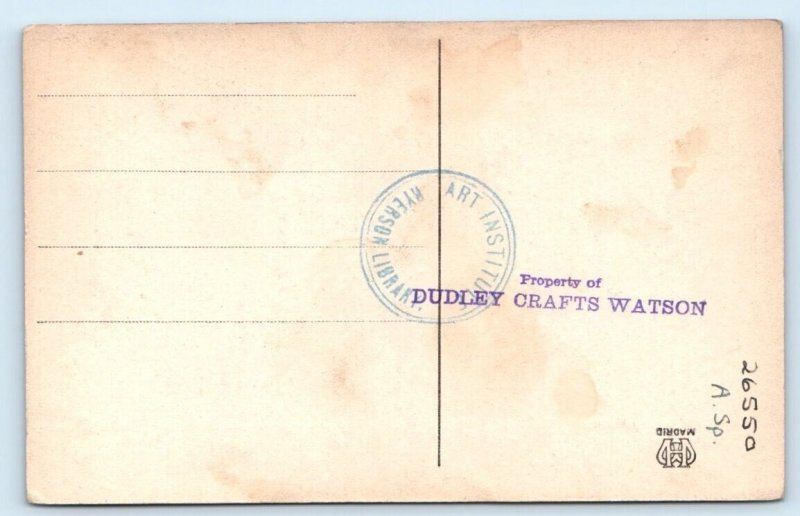 RYERSON LIBRARY.
ART INSTITUTE
Property of
DUDLEY CRAFTS WATSON
26550
A. Sp.
MADRID